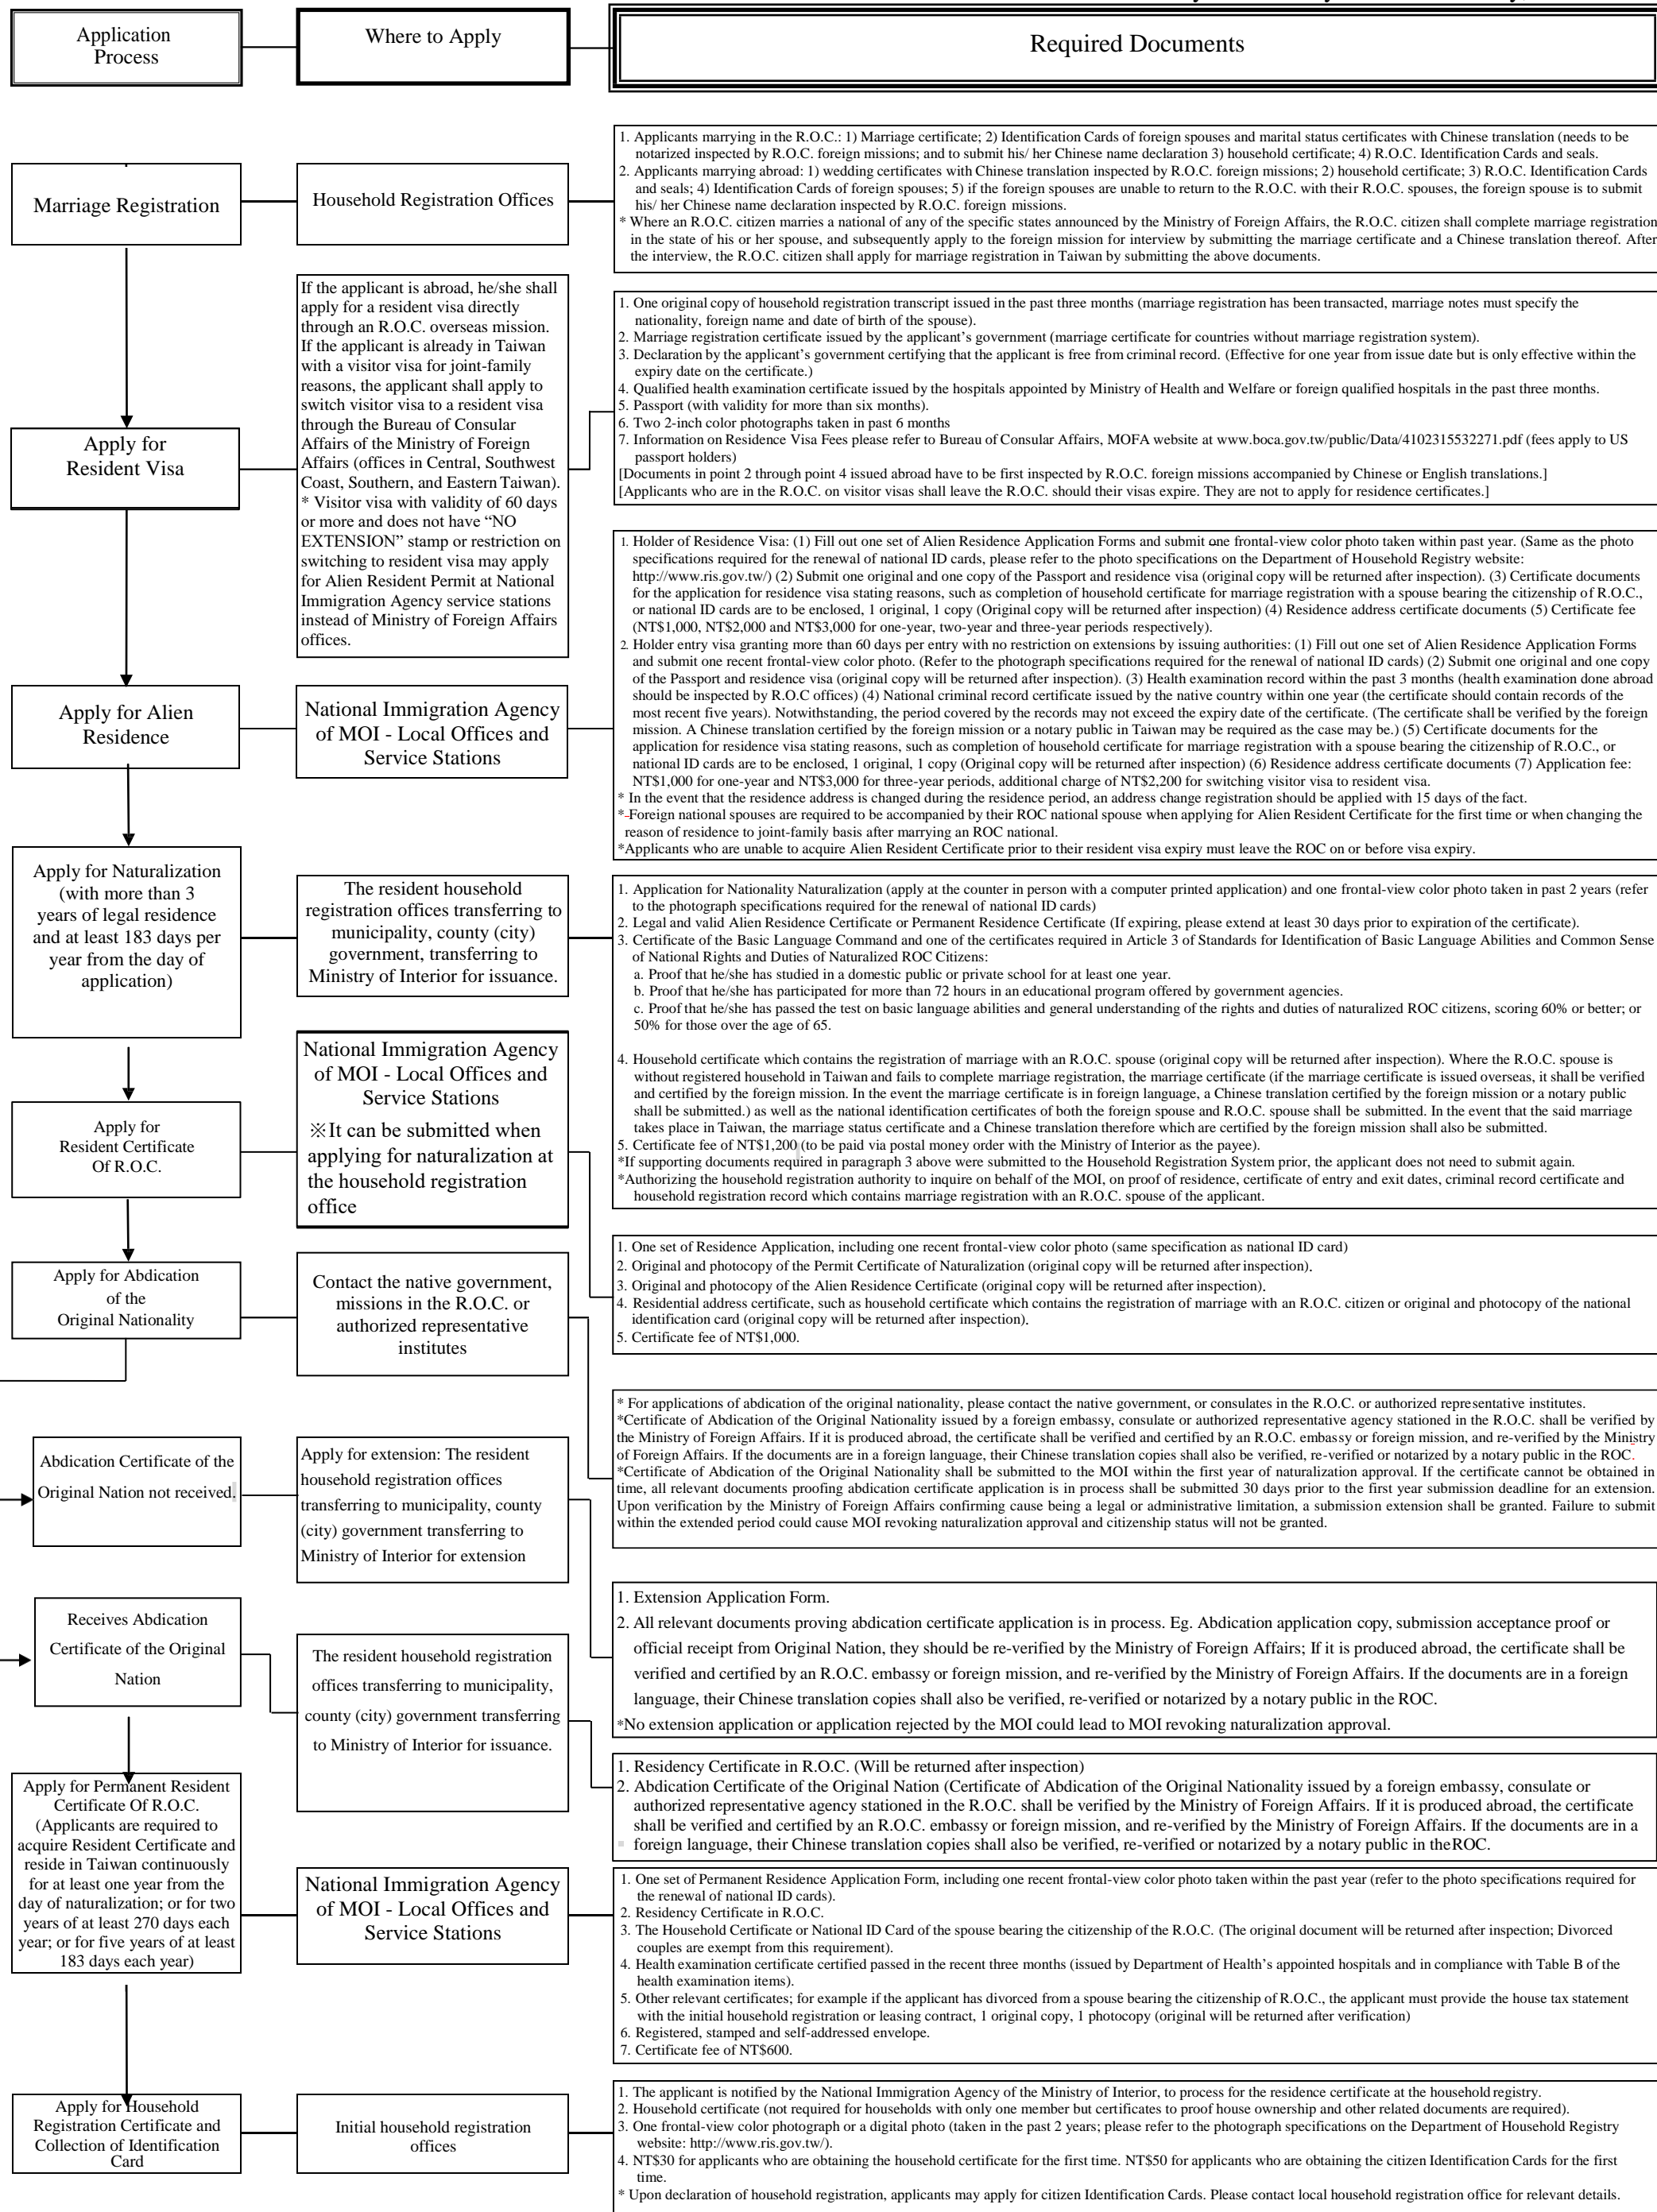 Application
Process
Where to Apply
Required Documents
Marriage Registration
Household Registration Offices
1. Applicants marrying in the R.O.C.: 1) Marriage certificate; 2) Identification Cards of foreign spouses and marital status certificates with Chinese translation (needs to be
notarized inspected by R.O.C. foreign missions; and to submit his/ her Chinese name declaration 3) household certificate; 4) R.O.C. Identification Cards and seals.
2. Applicants marrying abroad: 1) wedding certificates with Chinese translation inspected by R.O.C. foreign missions; 2) household certificate; 3) R.O.C. Identification Cards
and seals; 4) Identification Cards of foreign spouses; 5) if the foreign spouses are unable to return to the R.O.C. with their R.O.C. spouses, the foreign spouse is to submit
his/ her Chinese name declaration inspected by R.O.C. foreign missions.
* Where an R.O.C. citizen marries a national of any of the specific states announced by the Ministry of Foreign Affairs, the R.O.C. citizen shall complete marriage registration
in the state of his or her spouse, and subsequently apply to the foreign mission for interview by submitting the marriage certificate and a Chinese translation thereof. After
the interview, the R.O.C. citizen shall apply for marriage registration in Taiwan by submitting the above documents.
Apply for
Resident Visa
If the applicant is abroad, he/she shall
apply for a resident visa directly
through an R.O.C. overseas mission.
If the applicant is already in Taiwan
with a visitor visa for joint-family
reasons, the applicant shall apply to
switch visitor visa to a resident visa
through the Bureau of Consular
Affairs of the Ministry of Foreign
Affairs (offices in Central, Southwest
Coast, Southern, and Eastern Taiwan).
* Visitor visa with validity of 60 days
or more and does not have “NO
EXTENSION” stamp or restriction on
switching to resident visa may apply
for Alien Resident Permit at National
Immigration Agency service stations
instead of Ministry of Foreign Affairs
offices.
1. One original copy of household registration transcript issued in the past three months (marriage registration has been transacted, marriage notes must specify the
nationality, foreign name and date of birth of the spouse).
2. Marriage registration certificate issued by the applicant’s government (marriage certificate for countries without marriage registration system).
3. Declaration by the applicant’s government certifying that the applicant is free from criminal record. (Effective for one year from issue date but is only effective within the
expiry date on the certificate.)
4. Qualified health examination certificate issued by the hospitals appointed by Ministry of Health and Welfare or foreign qualified hospitals in the past three months.
5. Passport (with validity for more than six months).
6. Two 2-inch color photographs taken in past 6 months
7. Information on Residence Visa Fees please refer to Bureau of Consular Affairs, MOFA website at www.boca.gov.tw/public/Data/4102315532271.pdf (fees apply to US
passport holders)
[Documents in point 2 through point 4 issued abroad have to be first inspected by R.O.C. foreign missions accompanied by Chinese or English translations.]
[Applicants who are in the R.O.C. on visitor visas shall leave the R.O.C. should their visas expire. They are not to apply for residence certificates.]
Apply for Alien
Residence
National Immigration Agency
of MOI - Local Offices and
Service Stations
1. Holder of Residence Visa: (1) Fill out one set of Alien Residence Application Forms and submit one frontal-view color photo taken within past year. (Same as the photo
specifications required for the renewal of national ID cards, please refer to the photo specifications on the Department of Household Registry website:
http://www.ris.gov.tw/) (2) Submit one original and one copy of the Passport and residence visa (original copy will be returned after inspection). (3) Certificate documents
for the application for residence visa stating reasons, such as completion of household certificate for marriage registration with a spouse bearing the citizenship of R.O.C.,
or national ID cards are to be enclosed, 1 original, 1 copy (Original copy will be returned after inspection) (4) Residence address certificate documents (5) Certificate fee
(NT$1,000, NT$2,000 and NT$3,000 for one-year, two-year and three-year periods respectively).
2. Holder entry visa granting more than 60 days per entry with no restriction on extensions by issuing authorities: (1) Fill out one set of Alien Residence Application Forms
and submit one recent frontal-view color photo. (Refer to the photograph specifications required for the renewal of national ID cards) (2) Submit one original and one copy
of the Passport and residence visa (original copy will be returned after inspection). (3) Health examination record within the past 3 months (health examination done abroad
should be inspected by R.O.C offices) (4) National criminal record certificate issued by the native country within one year (the certificate should contain records of the
most recent five years). Notwithstanding, the period covered by the records may not exceed the expiry date of the certificate. (The certificate shall be verified by the foreign
mission. A Chinese translation certified by the foreign mission or a notary public in Taiwan may be required as the case may be.) (5) Certificate documents for the
application for residence visa stating reasons, such as completion of household certificate for marriage registration with a spouse bearing the citizenship of R.O.C., or
national ID cards are to be enclosed, 1 original, 1 copy (Original copy will be returned after inspection) (6) Residence address certificate documents (7) Application fee:
NT$1,000 for one-year and NT$3,000 for three-year periods, additional charge of NT$2,200 for switching visitor visa to resident visa.
* In the event that the residence address is changed during the residence period, an address change registration should be applied with 15 days of the fact.
*-Foreign national spouses are required to be accompanied by their ROC national spouse when applying for Alien Resident Certificate for the first time or when changing the
reason of residence to joint-family basis after marrying an ROC national.
*Applicants who are unable to acquire Alien Resident Certificate prior to their resident visa expiry must leave the ROC on or before visa expiry.
Apply for Naturalization
(with more than 3
years of legal residence
and at least 183 days per
year from the day of
application)
The resident household
registration offices transferring to
municipality, county (city)
government, transferring to
Ministry of Interior for issuance.
1. Application for Nationality Naturalization (apply at the counter in person with a computer printed application) and one frontal-view color photo taken in past 2 years (refer
to the photograph specifications required for the renewal of national ID cards)
2. Legal and valid Alien Residence Certificate or Permanent Residence Certificate (If expiring, please extend at least 30 days prior to expiration of the certificate).
3. Certificate of the Basic Language Command and one of the certificates required in Article 3 of Standards for Identification of Basic Language Abilities and Common Sense
of National Rights and Duties of Naturalized ROC Citizens:
a. Proof that he/she has studied in a domestic public or private school for at least one year.
b. Proof that he/she has participated for more than 72 hours in an educational program offered by government agencies.
c. Proof that he/she has passed the test on basic language abilities and general understanding of the rights and duties of naturalized ROC citizens, scoring 60% or better; or
50% for those over the age of 65.
4. Household certificate which contains the registration of marriage with an R.O.C. spouse (original copy will be returned after inspection). Where the R.O.C. spouse is
without registered household in Taiwan and fails to complete marriage registration, the marriage certificate (if the marriage certificate is issued overseas, it shall be verified
and certified by the foreign mission. In the event the marriage certificate is in foreign language, a Chinese translation certified by the foreign mission or a notary public
shall be submitted.) as well as the national identification certificates of both the foreign spouse and R.O.C. spouse shall be submitted. In the event that the said marriage
takes place in Taiwan, the marriage status certificate and a Chinese translation therefore which are certified by the foreign mission shall also be submitted.
5. Certificate fee of NT$1,200 (to be paid via postal money order with the Ministry of Interior as the payee).
*If supporting documents required in paragraph 3 above were submitted to the Household Registration System prior, the applicant does not need to submit again.
*Authorizing the household registration authority to inquire on behalf of the MOI, on proof of residence, certificate of entry and exit dates, criminal record certificate and
household registration record which contains marriage registration with an R.O.C. spouse of the applicant.
Apply for
Resident Certificate
Of R.O.C.
National Immigration Agency
of MOI - Local Offices and
Service Stations
※It can be submitted when
applying for naturalization at
the household registration
office
1. One set of Residence Application, including one recent frontal-view color photo (same specification as national ID card)
2. Original and photocopy of the Permit Certificate of Naturalization (original copy will be returned after inspection).
3. Original and photocopy of the Alien Residence Certificate (original copy will be returned after inspection).
4. Residential address certificate, such as household certificate which contains the registration of marriage with an R.O.C. citizen or original and photocopy of the national
identification card (original copy will be returned after inspection).
5. Certificate fee of NT$1,000.
Apply for Abdication
of the
Original Nationality
Contact the native government,
missions in the R.O.C. or
authorized representative
institutes
* For applications of abdication of the original nationality, please contact the native government, or consulates in the R.O.C. or authorized representative institutes.
*Certificate of Abdication of the Original Nationality issued by a foreign embassy, consulate or authorized representative agency stationed in the R.O.C. shall be verified by
the Ministry of Foreign Affairs. If it is produced abroad, the certificate shall be verified and certified by an R.O.C. embassy or foreign mission, and re-verified by the Ministry
of Foreign Affairs. If the documents are in a foreign language, their Chinese translation copies shall also be verified, re-verified or notarized by a notary public in the ROC.
*Certificate of Abdication of the Original Nationality shall be submitted to the MOI within the first year of naturalization approval. If the certificate cannot be obtained in
time, all relevant documents proofing abdication certificate application is in process shall be submitted 30 days prior to the first year submission deadline for an extension.
Upon verification by the Ministry of Foreign Affairs confirming cause being a legal or administrative limitation, a submission extension shall be granted. Failure to submit
within the extended period could cause MOI revoking naturalization approval and citizenship status will not be granted.
Abdication Certificate of the
Original Nation not received.
Apply for extension: The resident
household registration offices
transferring to municipality, county
(city) government transferring to
Ministry of Interior for extension
1. Extension Application Form.
2. All relevant documents proving abdication certificate application is in process. Eg. Abdication application copy, submission acceptance proof or
official receipt from Original Nation, they should be re-verified by the Ministry of Foreign Affairs; If it is produced abroad, the certificate shall be
verified and certified by an R.O.C. embassy or foreign mission, and re-verified by the Ministry of Foreign Affairs. If the documents are in a foreign
language, their Chinese translation copies shall also be verified, re-verified or notarized by a notary public in the ROC.
*No extension application or application rejected by the MOI could lead to MOI revoking naturalization approval.
Receives Abdication
Certificate of the Original
Nation
The resident household registration
offices transferring to municipality,
county (city) government transferring
to Ministry of Interior for issuance.
1. Residency Certificate in R.O.C. (Will be returned after inspection)
2. Abdication Certificate of the Original Nation (Certificate of Abdication of the Original Nationality issued by a foreign embassy, consulate or
authorized representative agency stationed in the R.O.C. shall be verified by the Ministry of Foreign Affairs. If it is produced abroad, the certificate
shall be verified and certified by an R.O.C. embassy or foreign mission, and re-verified by the Ministry of Foreign Affairs. If the documents are in a
foreign language, their Chinese translation copies shall also be verified, re-verified or notarized by a notary public in theROC.
Apply for Permanent Resident
Certificate Of R.O.C.
(Applicants are required to
acquire Resident Certificate and
reside in Taiwan continuously
for at least one year from the
day of naturalization; or for two
years of at least 270 days each
year; or for five years of at least
183 days each year)
National Immigration Agency
of MOI - Local Offices and
Service Stations
1. One set of Permanent Residence Application Form, including one recent frontal-view color photo taken within the past year (refer to the photo specifications required for
the renewal of national ID cards).
2. Residency Certificate in R.O.C.
3. The Household Certificate or National ID Card of the spouse bearing the citizenship of the R.O.C. (The original document will be returned after inspection; Divorced
couples are exempt from this requirement).
4. Health examination certificate certified passed in the recent three months (issued by Department of Health’s appointed hospitals and in compliance with Table B of the
health examination items).
5. Other relevant certificates; for example if the applicant has divorced from a spouse bearing the citizenship of R.O.C., the applicant must provide the house tax statement
with the initial household registration or leasing contract, 1 original copy, 1 photocopy (original will be returned after verification)
6. Registered, stamped and self-addressed envelope.
7. Certificate fee of NT$600.
Apply for Household
Registration Certificate and
Collection of Identification
Card
Initial household registration
offices
1. The applicant is notified by the National Immigration Agency of the Ministry of Interior, to process for the residence certificate at the household registry.
2. Household certificate (not required for households with only one member but certificates to proof house ownership and other related documents are required).
3. One frontal-view color photograph or a digital photo (taken in the past 2 years; please refer to the photograph specifications on the Department of Household Registry
website: http://www.ris.gov.tw/).
4. NT$30 for applicants who are obtaining the household certificate for the first time. NT$50 for applicants who are obtaining the citizen Identification Cards for the first
time.
* Upon declaration of household registration, applicants may apply for citizen Identification Cards. Please contact local household registration office for relevant details.